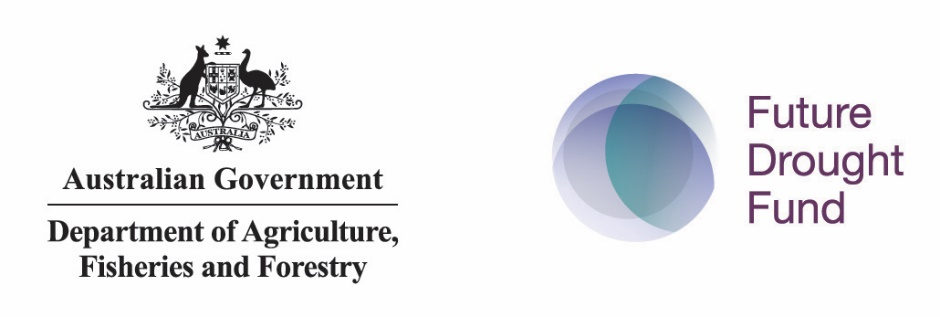 AUSTRALIA
Australian Government
Department of Agriculture,
Fisheries and Forestry
Future
Drought
Fund